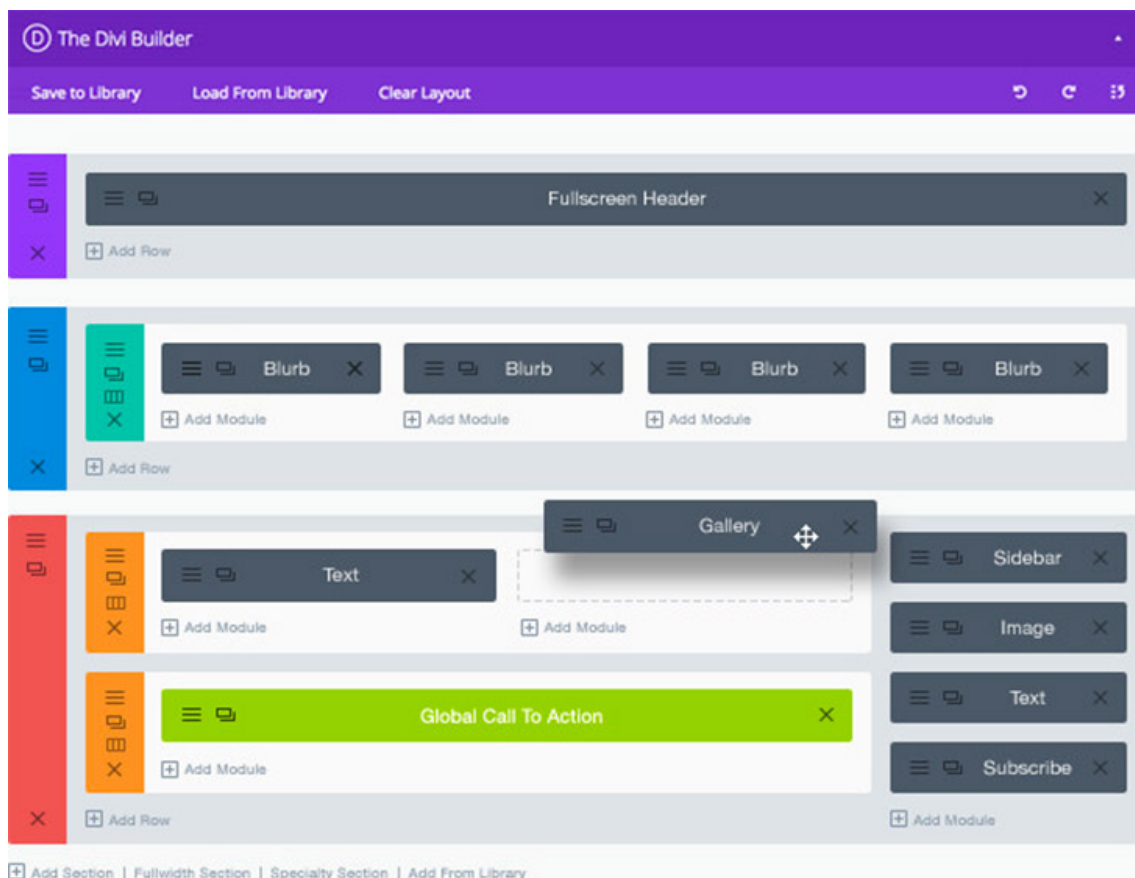 The Divi Builder
Save to Library Load From Library Clear Layout
Fullscreen Header
Add Row
Blurb Blurb Blurb Blurb
Add Module Add Module Add Module Add Module
Add Row
Gallery
Text
Add Module Add Module
Global Call To Action
Add Module
Add Row
Sidebar
Image
Text
Subscribe
Add Module
Add Section | Fullwidth Section | Specialty Section | Add From Library